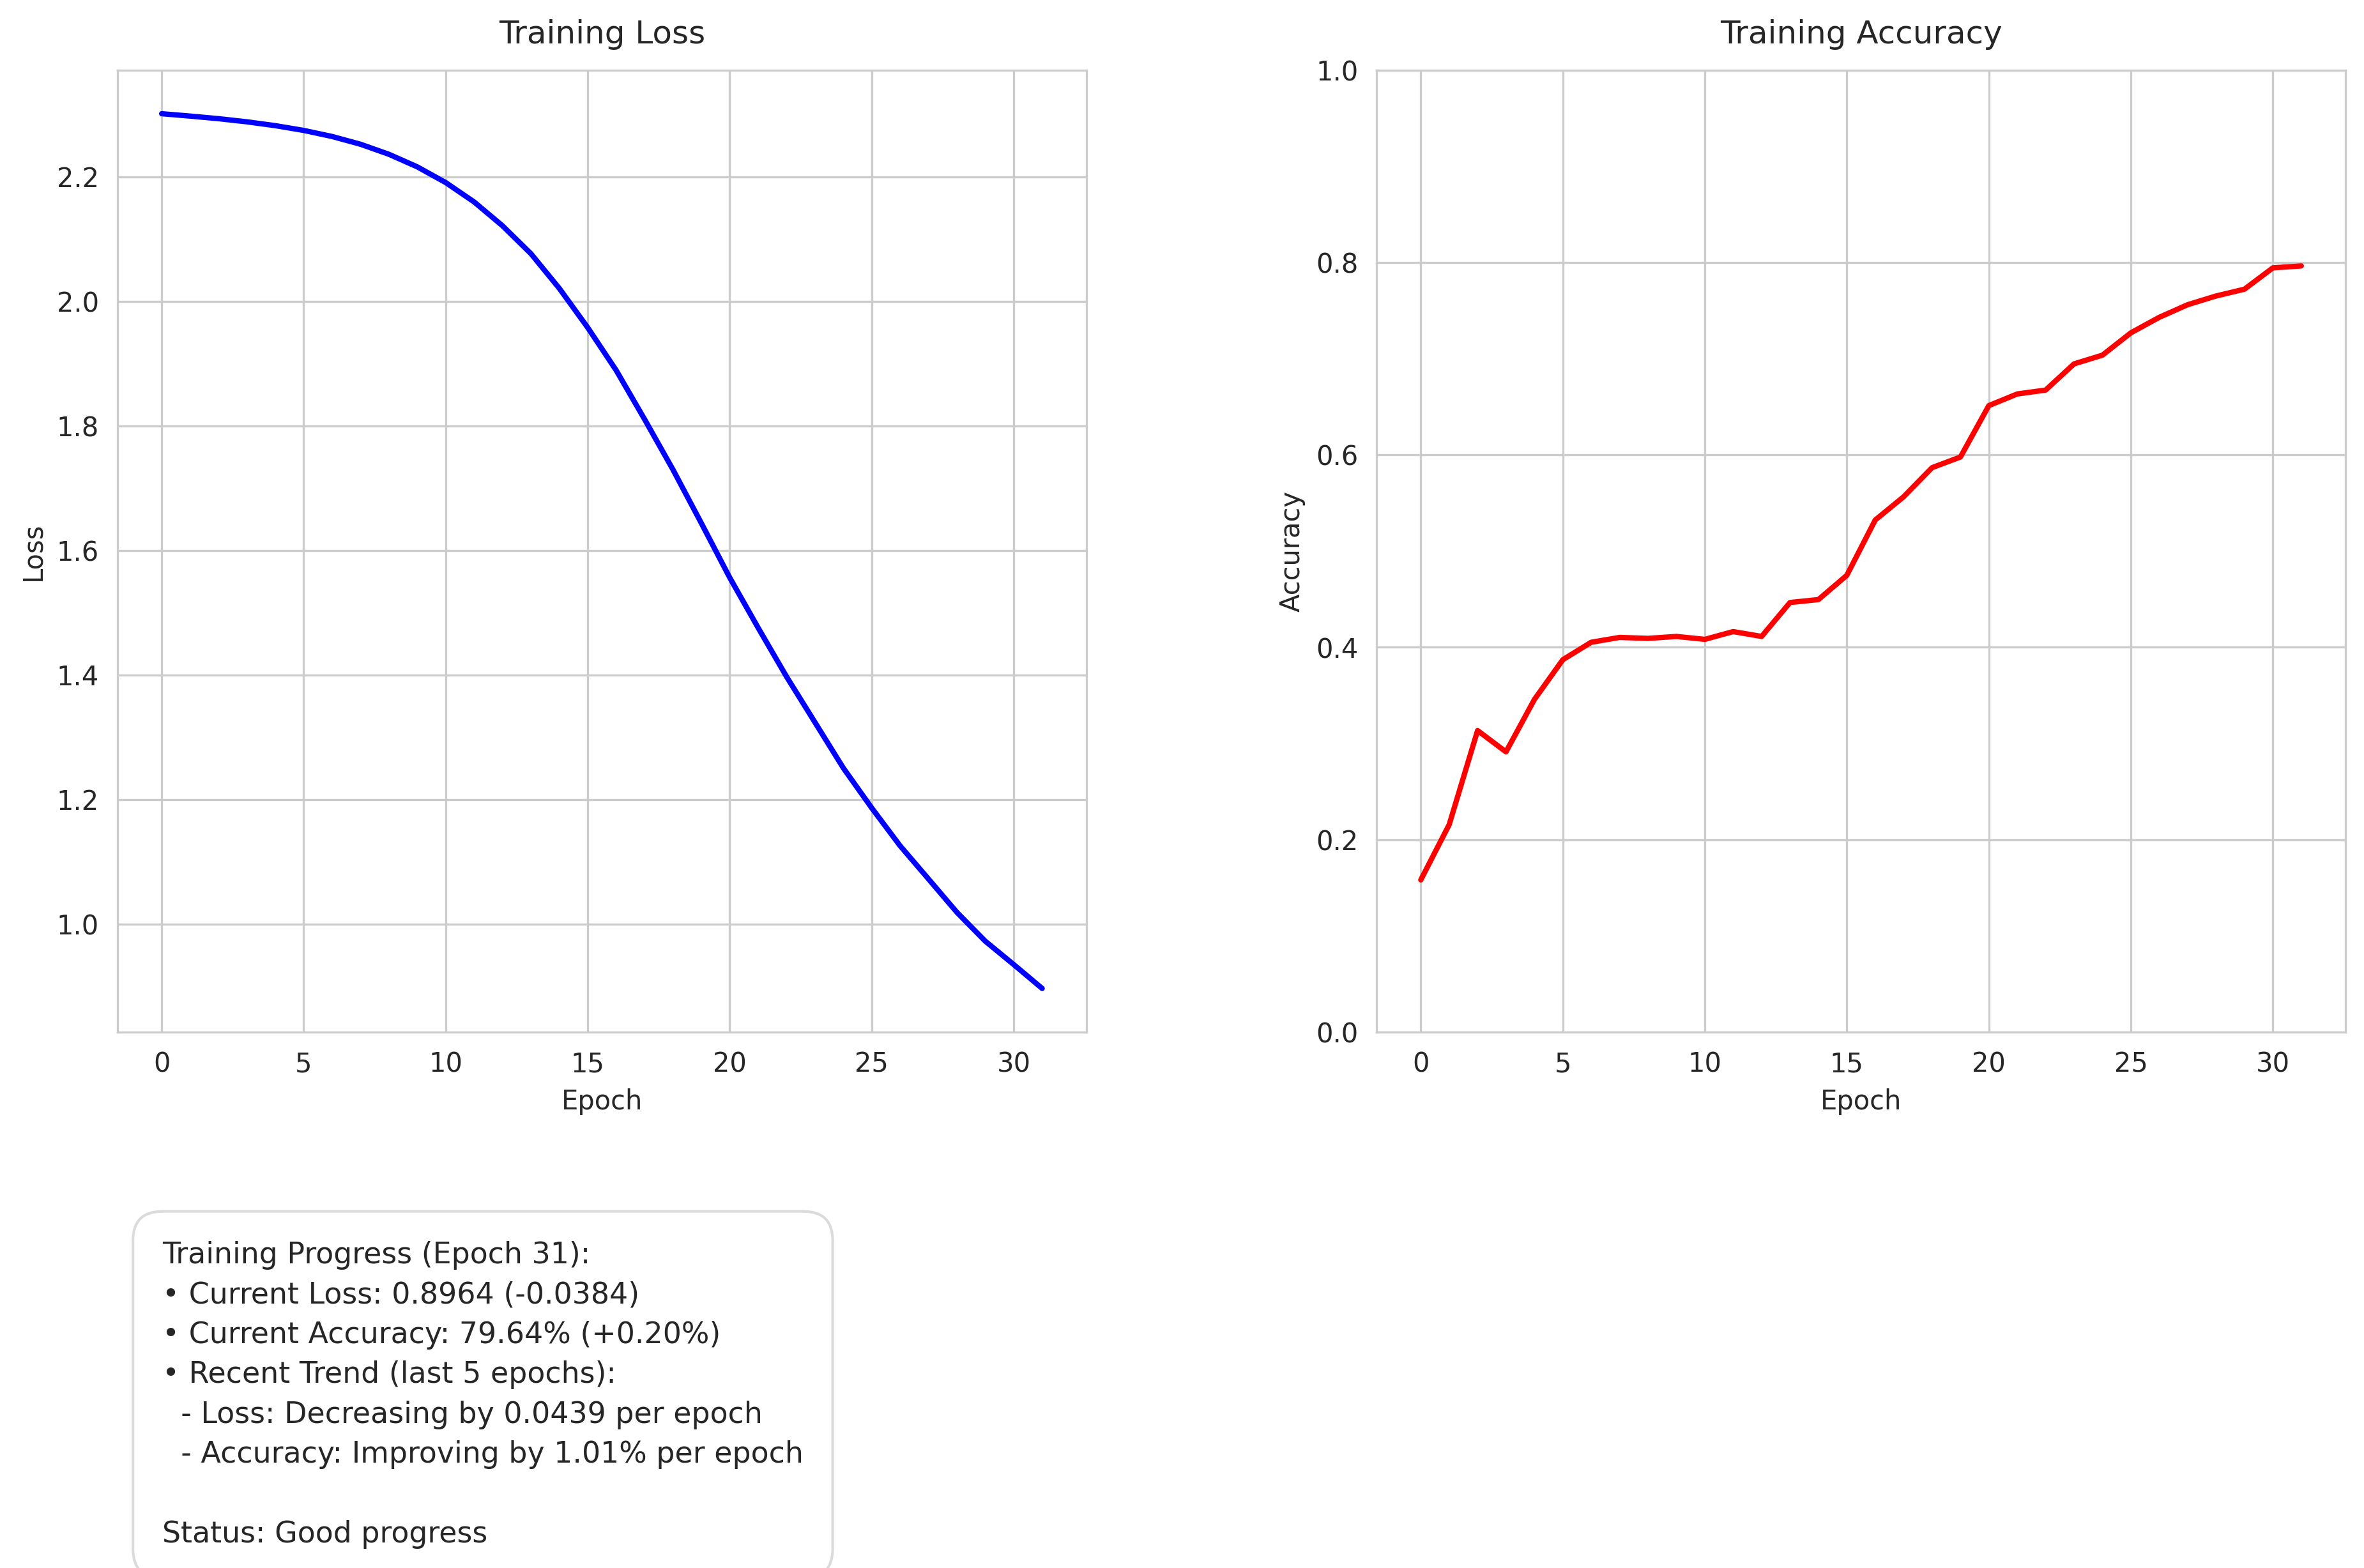 Training Loss
Loss
2.2
2.0
1.8
1.6
1.4
1.2
1.0
0 5 10 15 20 25 30
Epoch
Training Accuracy
Accuracy
1.0
0.8
0.6
0.4
0.2
0.0
0 5 10 15 20 25 30
Epoch
Training Progress (Epoch 31):
• Current Loss: 0.8964 (-0.0384)
• Current Accuracy: 79.64% (+0.20%)
• Recent Trend (last 5 epochs):
- Loss: Decreasing by 0.0439 per epoch
- Accuracy: Improving by 1.01% per epoch
Status: Good progress